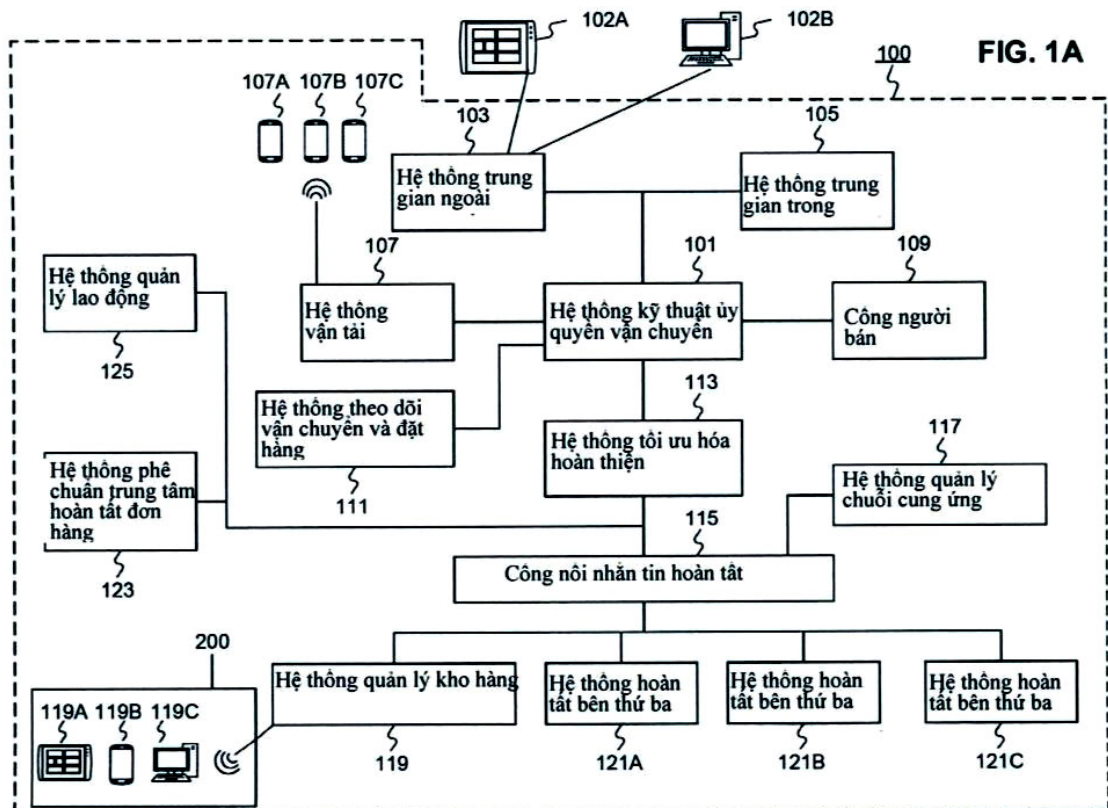 102A
102B
FIG. 1A
100
107A
107B
107C
103
105
Hệ thống trung
gian ngoài
Hệ thống trung
gian trong
107
101
109
Hệ thống quản
lý lao động
Hệ thống
vận tải
Hệ thống kỹ thuật ủy
quyền vận chuyển
Cổng người
bán
125
113
Hệ thống theo dõi
vận chuyển và đặt
hàng
Hệ thống tối ưu hóa
hoàn thiện
117
Hệ thống phê
chuẩn trung tâm
hoàn tất đơn
hàng
111
Hệ thống quản lý
chuỗi cung ứng
115
Cổng nối nhắn tin hoàn tất
123
200
Hệ thống quản lý kho hàng
Hệ thống hoàn
tất bên thứ ba
Hệ thống hoàn
tất bên thứ ba
Hệ thống hoàn
tất bên thứ ba
119A
119B
119C
119
121A
121B
121C